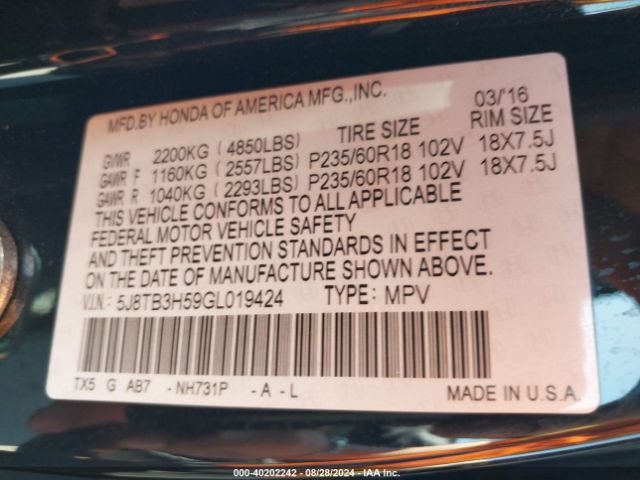 MFD.BY HONDA OF AMERICA MFG.,INC. 03/'16
TIRE SIZE RIM SIZE
GVWR 2200KG ( 4850LBS)
GAWR F 1160KG ( 2557LBS) P235/60R18 102V 18X7.5J
GAWR R 1040KG ( 2293LBS) P235/60R18 102V 18X7.5J
THIS VEHICLE CONFORMS TO ALL APPLICABLE
FEDERAL MOTOR VEHICLE SAFETY
AND THEFT PREVENTION STANDARDS IN EFFECT
ON THE DATE OF MANUFACTURE SHOWN ABOVE.
V.I.N.: 5J8TB3H59GL019424 TYPE: MPV
TX5 G AB7 - NH731P - A - L MADE IN U.S.A.
000-40202242 - 08/28/2024 - IAA Inc.